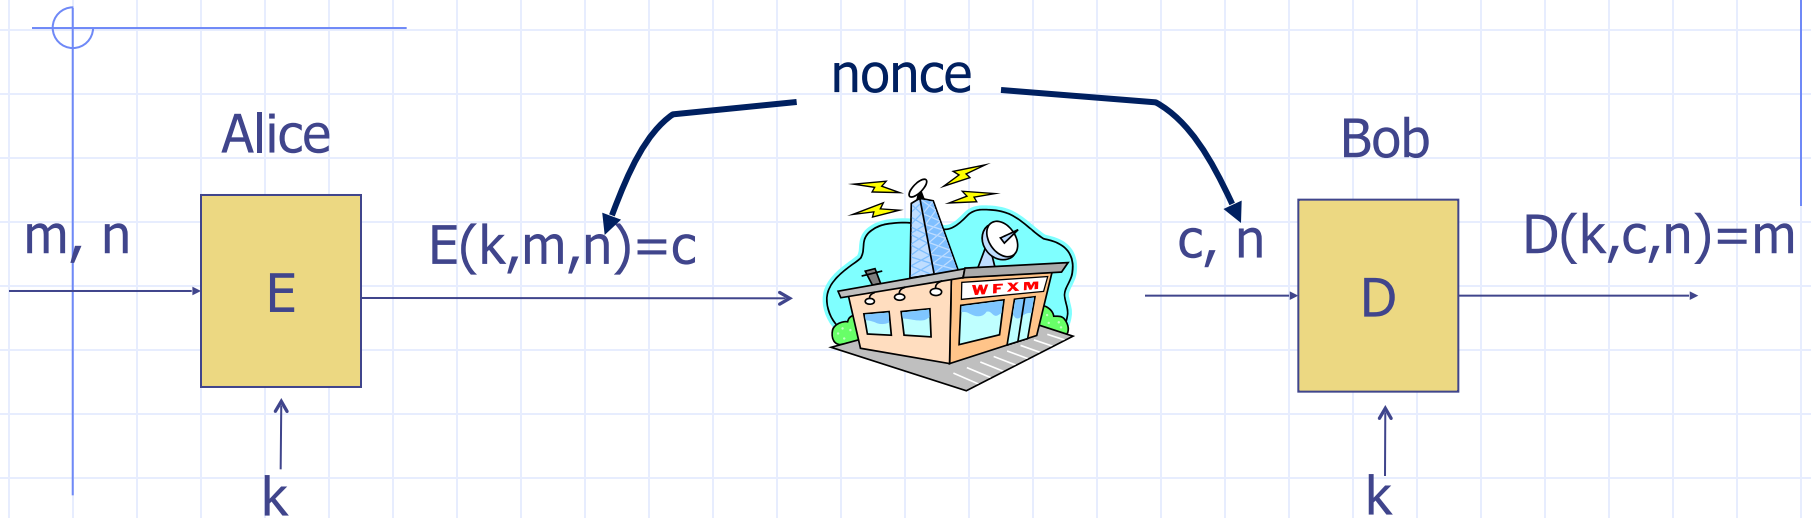 nonce
Alice
Bob
m, n
E
E(k,m,n)=c
WFXM
c, n
D
D(k,c,n)=m
k
k